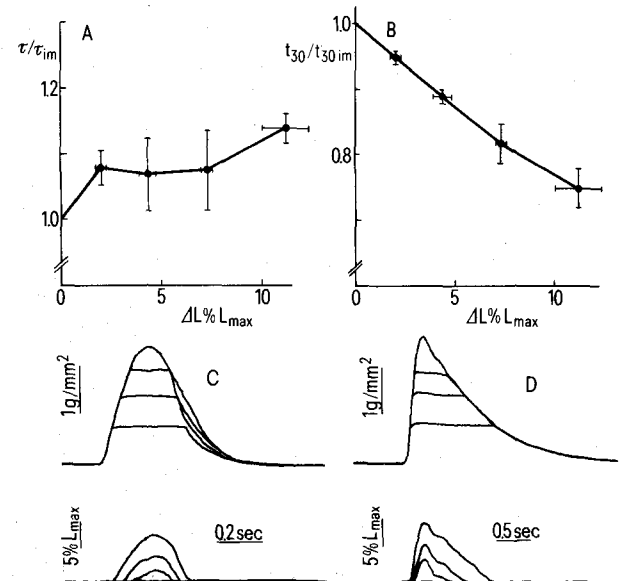 A
τ/τim
1.2
1.0
0
5
10
ΔL% Lmax
B
1.0
t30/t30 im
0.8
0
5
10
ΔL% Lmax
C
1g/mm²
D
1g/mm²
5% Lmax
0.2 sec
5% Lmax
0.5 sec